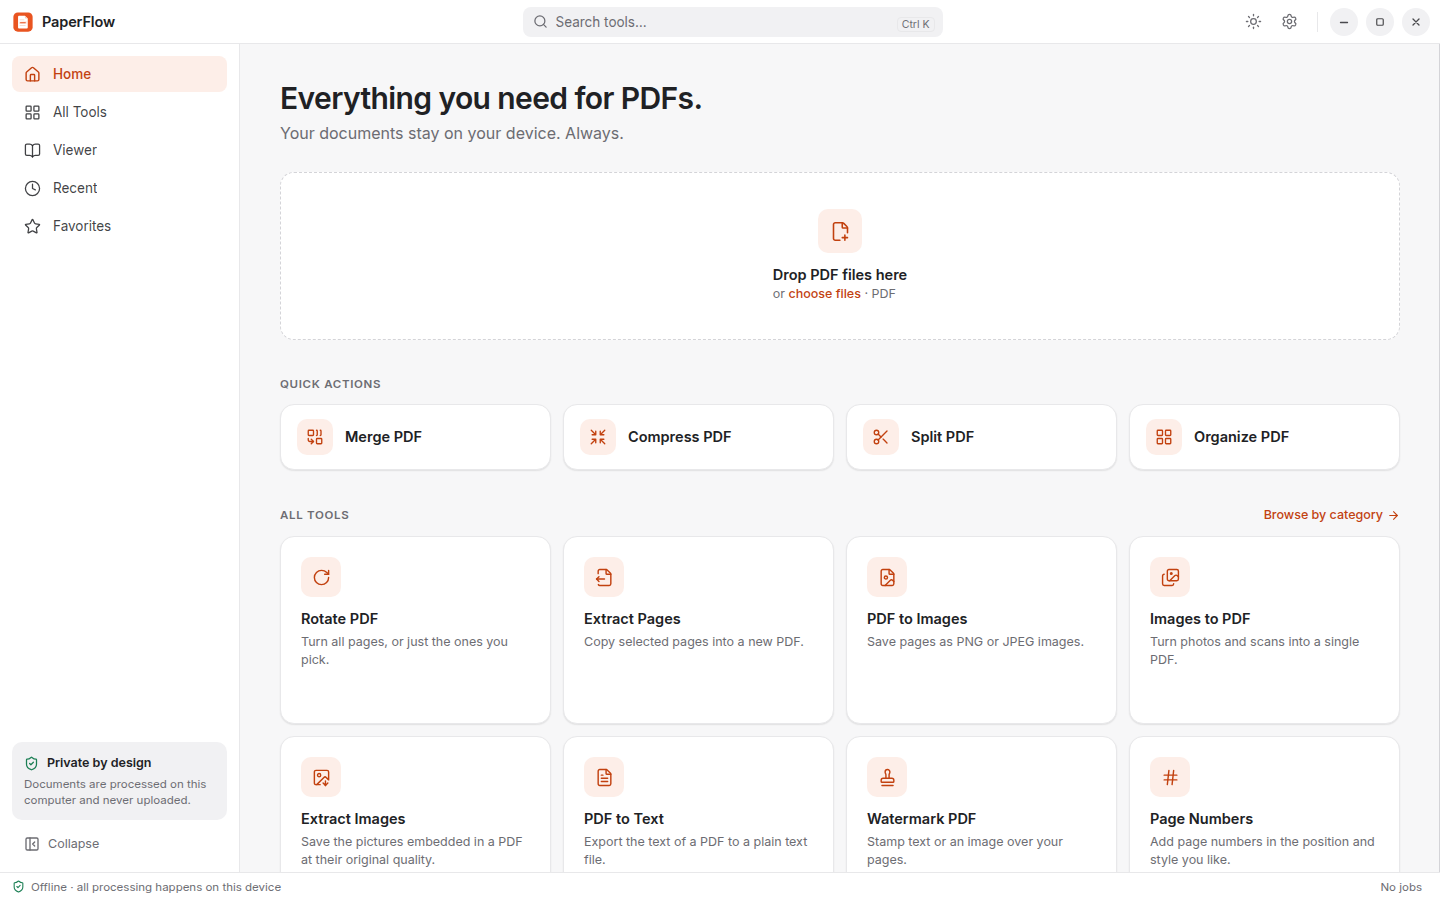 PaperFlow
Search tools...
Ctrl K
Home
All Tools
Viewer
Recent
Favorites
Private by design
Documents are processed on this
computer and never uploaded.
Collapse
Everything you need for PDFs.
Your documents stay on your device. Always.
Drop PDF files here
or choose files · PDF
QUICK ACTIONS
Merge PDF
Compress PDF
Split PDF
Organize PDF
ALL TOOLS
Browse by category
Rotate PDF
Turn all pages, or just the ones you
pick.
Extract Pages
Copy selected pages into a new PDF.
PDF to Images
Save pages as PNG or JPEG images.
Images to PDF
Turn photos and scans into a single
PDF.
Extract Images
Save the pictures embedded in a PDF
at their original quality.
PDF to Text
Export the text of a PDF to a plain text
file.
Watermark PDF
Stamp text or an image over your
pages.
Page Numbers
Add page numbers in the position and
style you like.
Offline · all processing happens on this device
No jobs